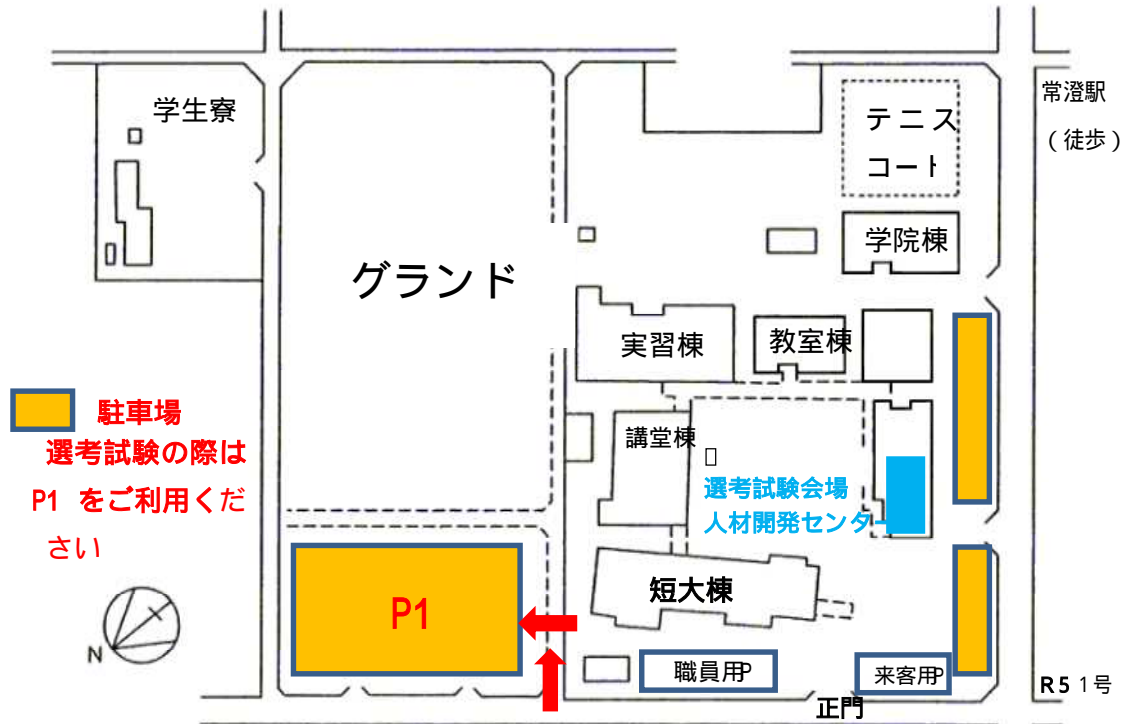 学生寮
常澄駅
(徒歩)
テニス
コート
学院棟
グランド
実習棟
教室棟
駐車場
選考試験の際は
P1 をご利用くだ
さい
講堂棟
選考試験会場
人材開発センター
短大棟
P1
N
職員用P
来客用P
R5 1号
正門